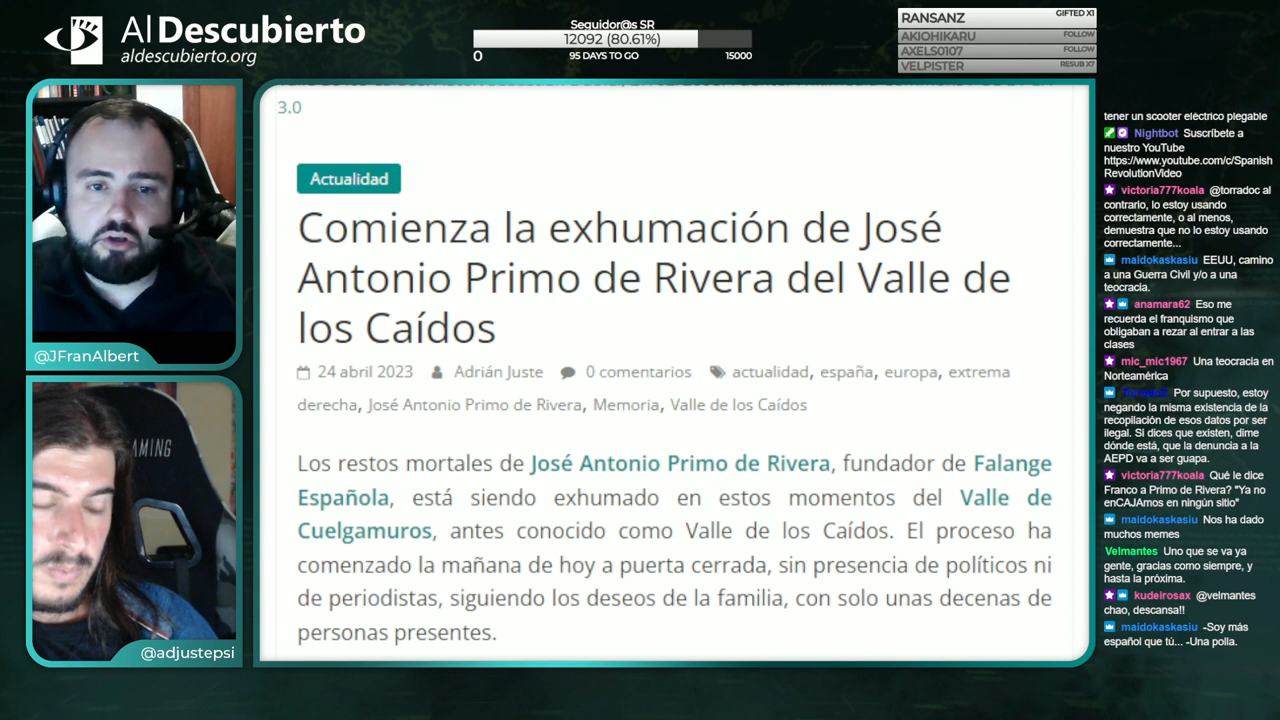 Al Descubierto
aldescubierto.org
Seguidor@s SR
12092 (80.61%)
0
95 DAYS TO GO
15000
RANSANZ GIFTED X1
AKIOHIKARU FOLLOW
AXELS0107 FOLLOW
VELPISTER RESUB X7
@JFranAlbert
AMING
@adjustepsi
3.0
Actualidad
Comienza la exhumación de José
Antonio Primo de Rivera del Valle de
los Caídos
24 abril 2023 Adrián Juste 0 comentarios actualidad, españa, europa, extrema
derecha, José Antonio Primo de Rivera, Memoria, Valle de los Caídos
Los restos mortales de José Antonio Primo de Rivera, fundador de Falange
Española, está siendo exhumado en estos momentos del Valle de
Cuelgamuros, antes conocido como Valle de los Caídos. El proceso ha
comenzado la mañana de hoy a puerta cerrada, sin presencia de políticos ni
de periodistas, siguiendo los deseos de la familia, con solo unas decenas de
personas presentes.
tener un scooter eléctrico plegable
Nightbot Suscríbete a
nuestro YouTube
https://www.youtube.com/c/Spanish
RevolutionVideo
victoria777koala @torradoc al
contrario, lo estoy usando
correctamente, o al menos,
demuestra que no lo estoy usando
correctamente...
maidokaskasiu EEUU, camino
a una Guerra Civil y/o a una
teocracia.
anamara62 Eso me
recuerda el franquismo que
obligaban a rezar al entrar a las
clases
mic_mic1967 Una teocracia en
Norteamérica
Por supuesto, estoy
negando la misma existencia de la
recopilación de esos datos por ser
ilegal. Si dices que existen, dime
dónde está, que la denuncia a la
AEPD va a ser guapa.
victoria777koala Qué le dice
Franco a Primo de Rivera? "Ya no
enCAJAmos en ningún sitio"
maidokaskasiu Nos ha dado
muchos memes
Velmantes Uno que se va ya
gente, gracias como siempre, y
hasta la próxima.
kudeirosax @velmantes
chao, descansa!!
maidokaskasiu -Soy más
español que tú... -Una polla.